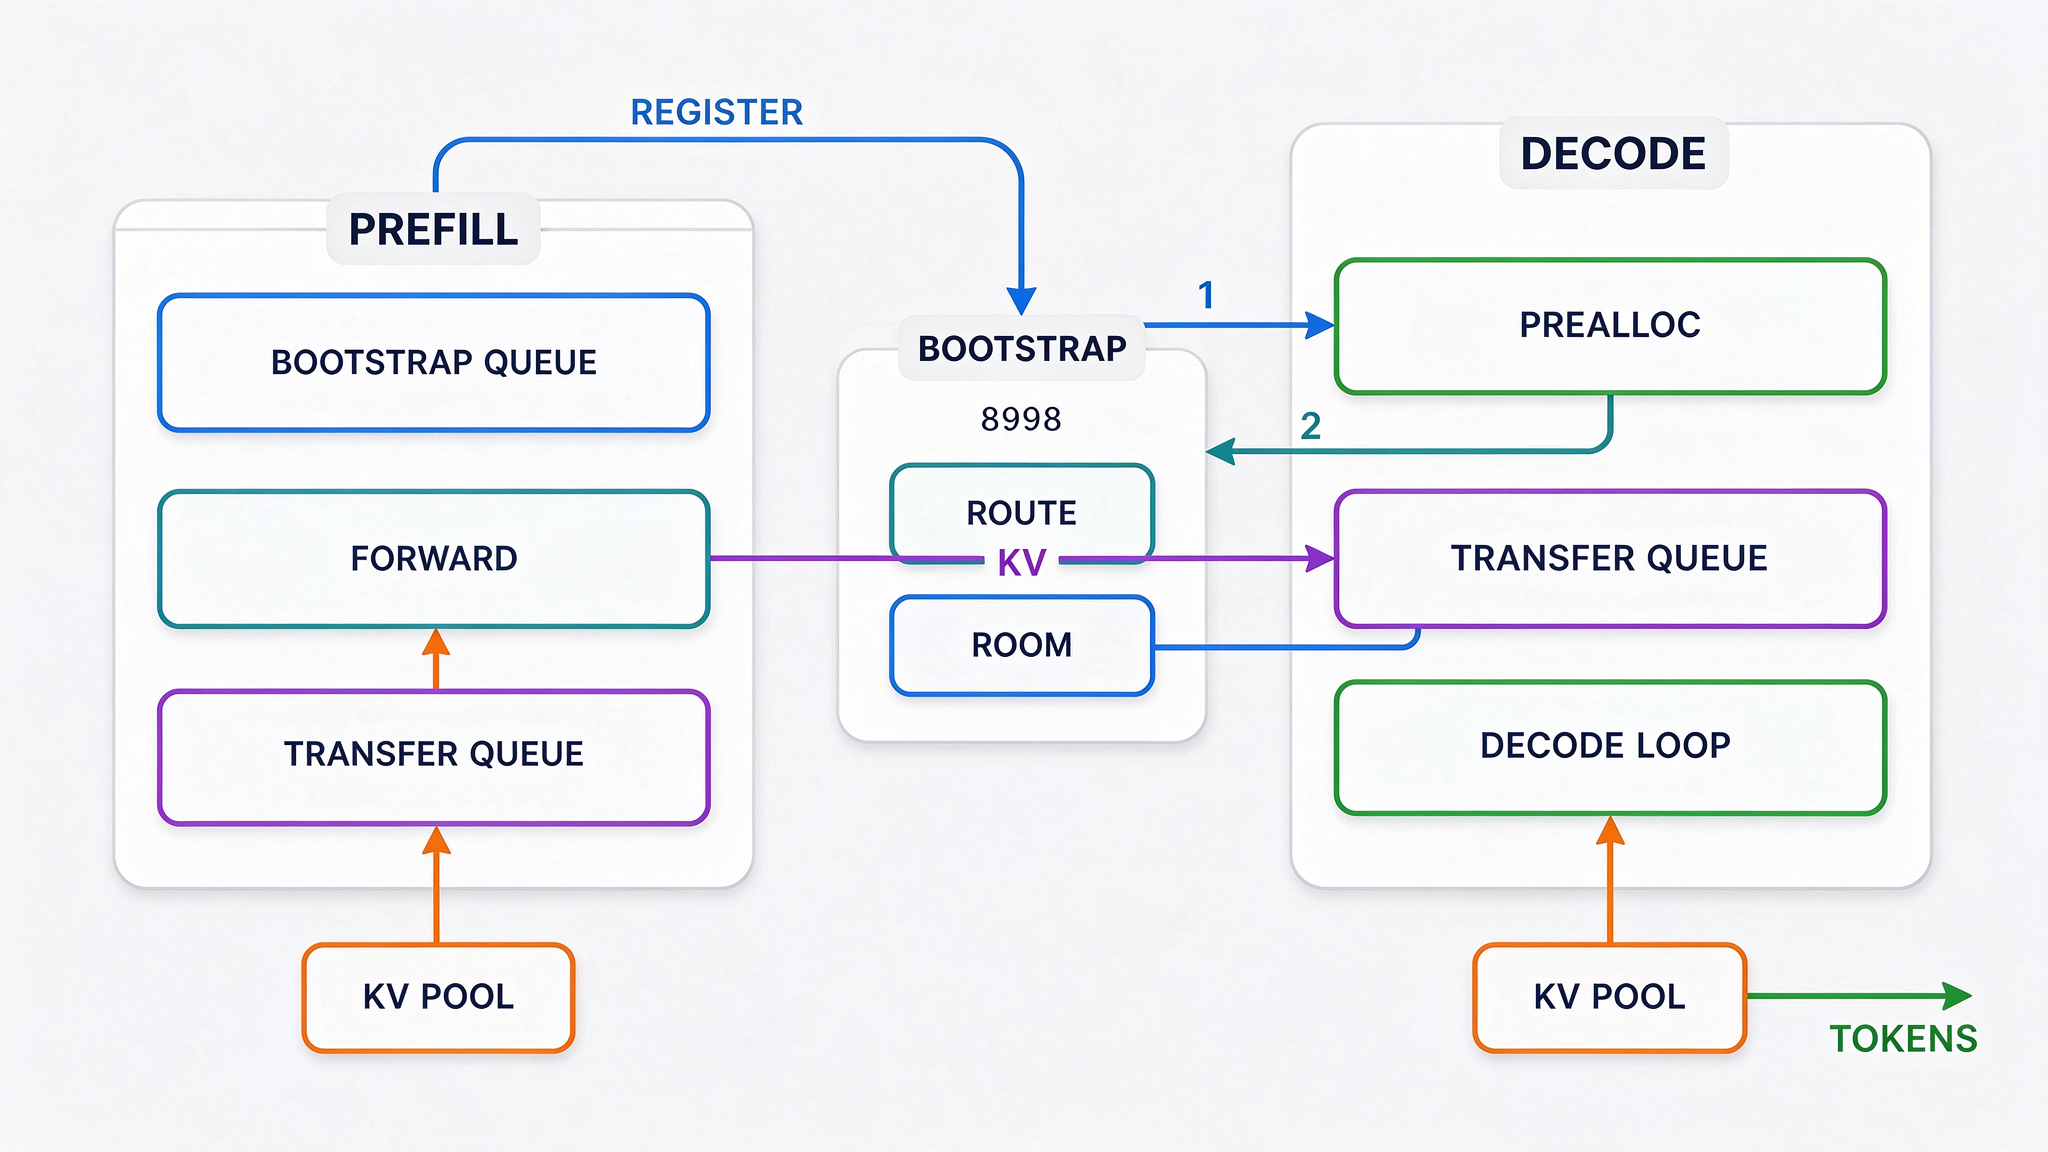 REGISTER
PREFILL
BOOTSTRAP QUEUE
FORWARD
TRANSFER QUEUE
KV POOL
BOOTSTRAP
8998
ROUTE
KV
ROOM
1
2
DECODE
PREALLOC
TRANSFER QUEUE
DECODE LOOP
KV POOL
TOKENS